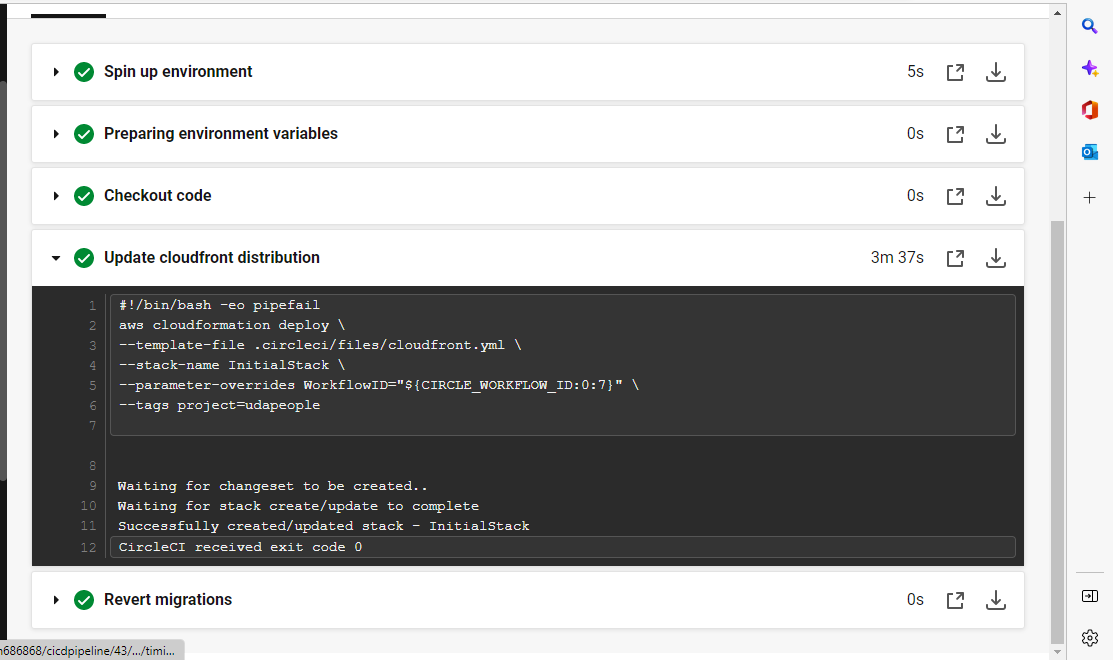 Spin up environment 5s
Preparing environment variables 0s
Checkout code 0s
Update cloudfront distribution 3m 37s
1 #!/bin/bash -eo pipefail
2 aws cloudformation deploy \
3 --template-file .circleci/files/cloudfront.yml \
4 --stack-name InitialStack \
5 --parameter-overrides WorkflowID="${CIRCLE_WORKFLOW_ID:0:7}" \
6 --tags project=udapeople
7
8
9 Waiting for changeset to be created..
10 Waiting for stack create/update to complete
11 Successfully created/updated stack - InitialStack
12 CircleCI received exit code 0
Revert migrations 0s
686868/cicdpipeline/43/.../timi...